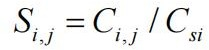 S_{i,j} = C_{i,j} / C_{si}